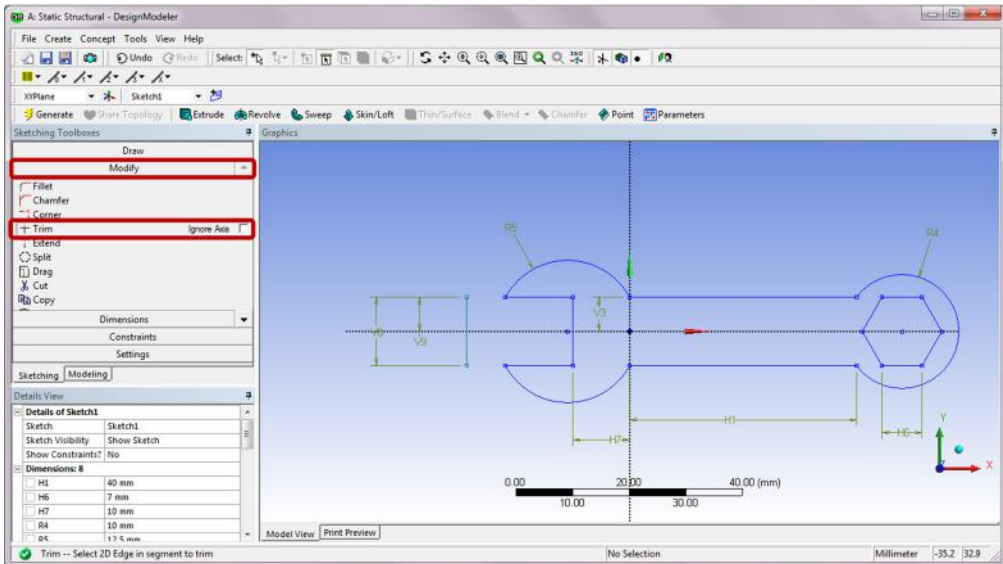 A: Static Structural - DesignModeler
File Create Concept Tools View Help
Undo Redo Select:
XYPlane Sketch1
Generate Share Topology Extrude Revolve Sweep Skin/Loft Thin/Surface Blend Chamfer Point Parameters
Sketching Toolboxes
Draw
Modify
Fillet
Chamfer
Corner
Trim Ignore Axis
Extend
Split
Drag
Cut
Copy
Dimensions
Constraints
Settings
Sketching Modeling
Details View
Details of Sketch1
Sketch Sketch1
Sketch Visibility Show Sketch
Show Constraints? No
Dimensions: 8
H1 40 mm
H6 7 mm
H7 10 mm
R4 10 mm
R5 12.5 mm
Graphics
R5
R4
V3
V9
H1
H6
H7
Y
X
0.00 20.00 40.00 (mm)
10.00 30.00
Model View Print Preview
Trim -- Select 2D Edge in segment to trim No Selection Millimeter -35.2 32.9